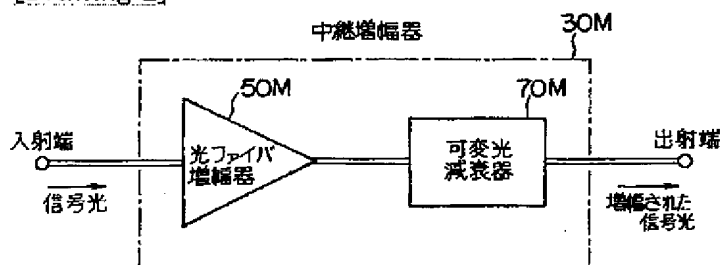 中継増幅器
30M
50M
70M
入射端
光ファイバ
増幅器
可変光
減衰器
出射端
信号光
増幅された
信号光